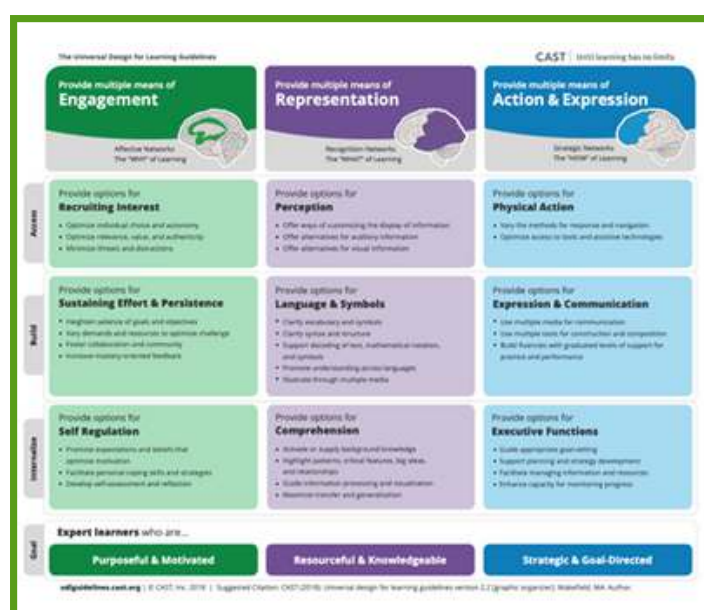 The Universal Design for Learning Guidelines
CAST | Until learning has no limits
Provide multiple means of
Engagement
Affective Networks
The "WHY" of Learning
Provide multiple means of
Representation
Recognition Networks
The "WHAT" of Learning
Provide multiple means of
Action & Expression
Strategic Networks
The "HOW" of Learning
Access
Provide options for
Recruiting Interest
• Optimize individual choice and autonomy
• Optimize relevance, value, and authenticity
• Minimize threats and distractions
Provide options for
Perception
• Offer ways of customizing the display of information
• Offer alternatives for auditory information
• Offer alternatives for visual information
Provide options for
Physical Action
• Vary the methods for response and navigation
• Optimize access to tools and assistive technologies
Build
Provide options for
Sustaining Effort & Persistence
• Heighten salience of goals and objectives
• Vary demands and resources to optimize challenge
• Foster collaboration and community
• Increase mastery-oriented feedback
Provide options for
Language & Symbols
• Clarify vocabulary and symbols
• Clarify syntax and structure
• Support decoding of text, mathematical notation,
and symbols
• Promote understanding across languages
• Illustrate through multiple media
Provide options for
Expression & Communication
• Use multiple media for communication
• Use multiple tools for construction and composition
• Build fluencies with graduated levels of support for
practice and performance
Internalize
Provide options for
Self Regulation
• Promote expectations and beliefs that
optimize motivation
• Facilitate personal coping skills and strategies
• Develop self-assessment and reflection
Provide options for
Comprehension
• Activate or supply background knowledge
• Highlight patterns, critical features, big ideas,
and relationships
• Guide information processing and visualization
• Maximize transfer and generalization
Provide options for
Executive Functions
• Guide appropriate goal-setting
• Support planning and strategy development
• Facilitate managing information and resources
• Enhance capacity for monitoring progress
Goal
Expert learners who are...
Purposeful & Motivated
Resourceful & Knowledgeable
Strategic & Goal-Directed
udlguidelines.cast.org | © CAST, Inc. 2018 | Suggested Citation: CAST (2018). Universal design for learning guidelines version 2.2 [graphic organizer]. Wakefield, MA: Author.